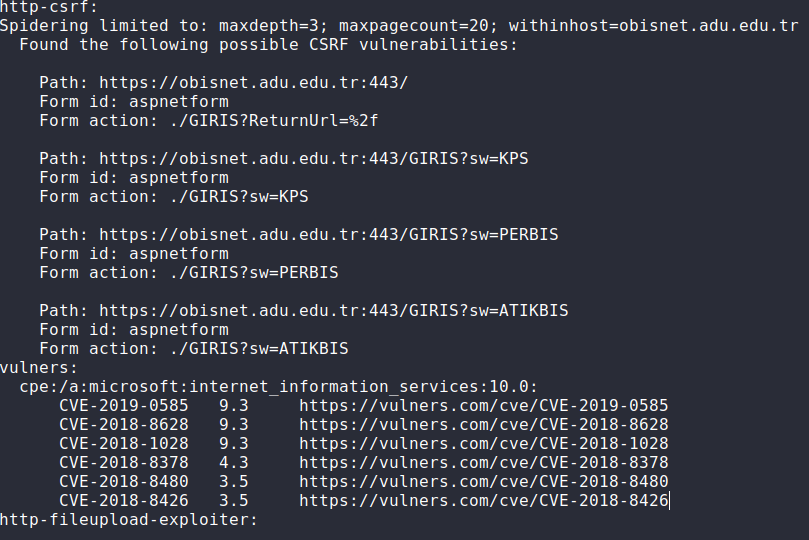 http-csrf:
Spidering limited to: maxdepth=3; maxpagecount=20; withinhost=obisnet.adu.edu.tr
Found the following possible CSRF vulnerabilities:
Path: https://obisnet.adu.edu.tr:443/
Form id: aspnetform
Form action: ./GIRIS?ReturnUrl=%2f
Path: https://obisnet.adu.edu.tr:443/GIRIS?sw=KPS
Form id: aspnetform
Form action: ./GIRIS?sw=KPS
Path: https://obisnet.adu.edu.tr:443/GIRIS?sw=PERBIS
Form id: aspnetform
Form action: ./GIRIS?sw=PERBIS
Path: https://obisnet.adu.edu.tr:443/GIRIS?sw=ATIKBIS
Form id: aspnetform
Form action: ./GIRIS?sw=ATIKBIS
vulners:
cpe:/a:microsoft:internet_information_services:10.0:
CVE-2019-0585 9.3 https://vulners.com/cve/CVE-2019-0585
CVE-2018-8628 9.3 https://vulners.com/cve/CVE-2018-8628
CVE-2018-1028 9.3 https://vulners.com/cve/CVE-2018-1028
CVE-2018-8378 4.3 https://vulners.com/cve/CVE-2018-8378
CVE-2018-8480 3.5 https://vulners.com/cve/CVE-2018-8480
CVE-2018-8426 3.5 https://vulners.com/cve/CVE-2018-8426
http-fileupload-exploiter: